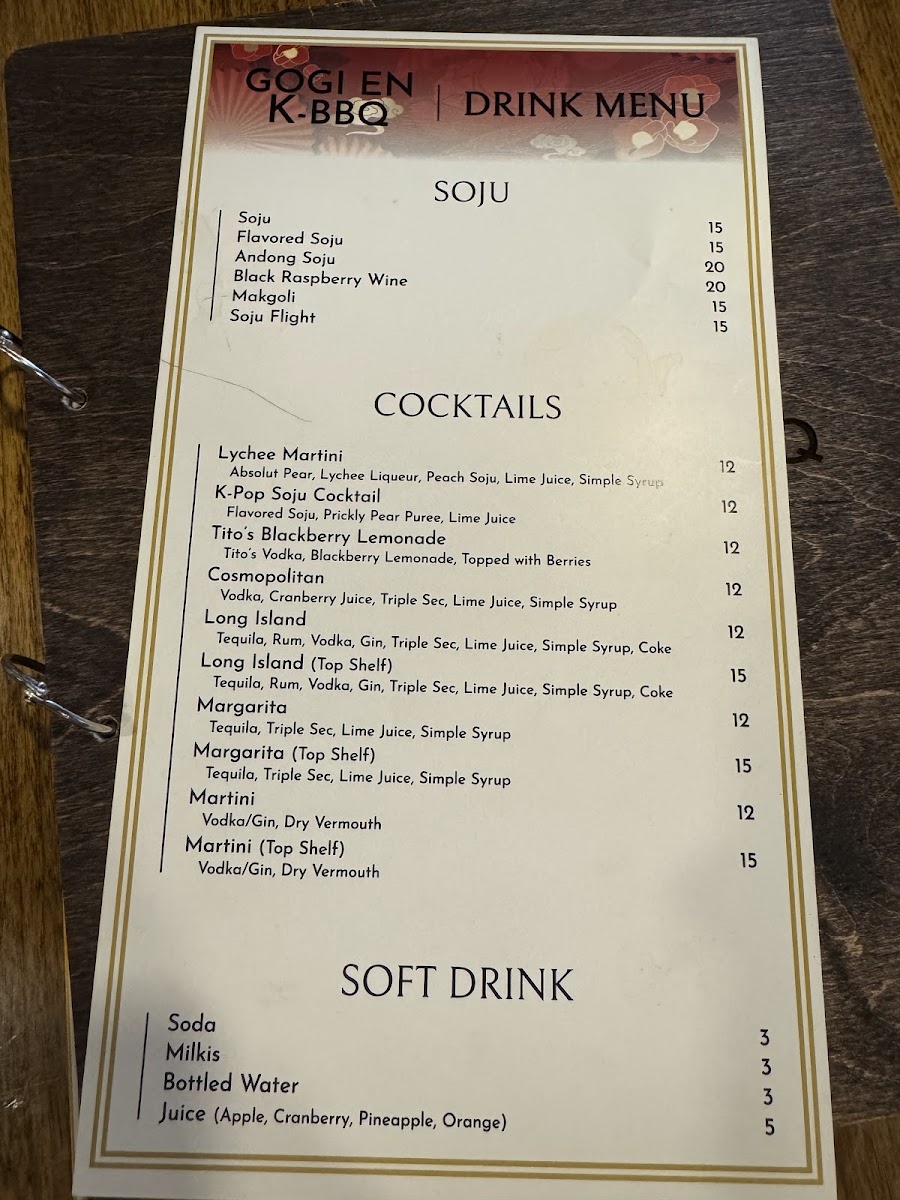 GOGI EN
K-BBQ
DRINK MENU
SOJU
Soju 15
Flavored Soju 15
Andong Soju 20
Black Raspberry Wine 20
Makgoli 15
Soju Flight 15
COCKTAILS
Lychee Martini 12
Absolut Pear, Lychee Liqueur, Peach Soju, Lime Juice, Simple Syrup
K-Pop Soju Cocktail 12
Flavored Soju, Prickly Pear Puree, Lime Juice
Tito's Blackberry Lemonade 12
Tito's Vodka, Blackberry Lemonade, Topped with Berries
Cosmopolitan 12
Vodka, Cranberry Juice, Triple Sec, Lime Juice, Simple Syrup
Long Island 12
Tequila, Rum, Vodka, Gin, Triple Sec, Lime Juice, Simple Syrup, Coke
Long Island (Top Shelf) 15
Tequila, Rum, Vodka, Gin, Triple Sec, Lime Juice, Simple Syrup, Coke
Margarita 12
Tequila, Triple Sec, Lime Juice, Simple Syrup
Margarita (Top Shelf) 15
Tequila, Triple Sec, Lime Juice, Simple Syrup
Martini 12
Vodka/Gin, Dry Vermouth
Martini (Top Shelf) 15
Vodka/Gin, Dry Vermouth
SOFT DRINK
Soda 3
Milkis 3
Bottled Water 3
Juice (Apple, Cranberry, Pineapple, Orange) 5
Q